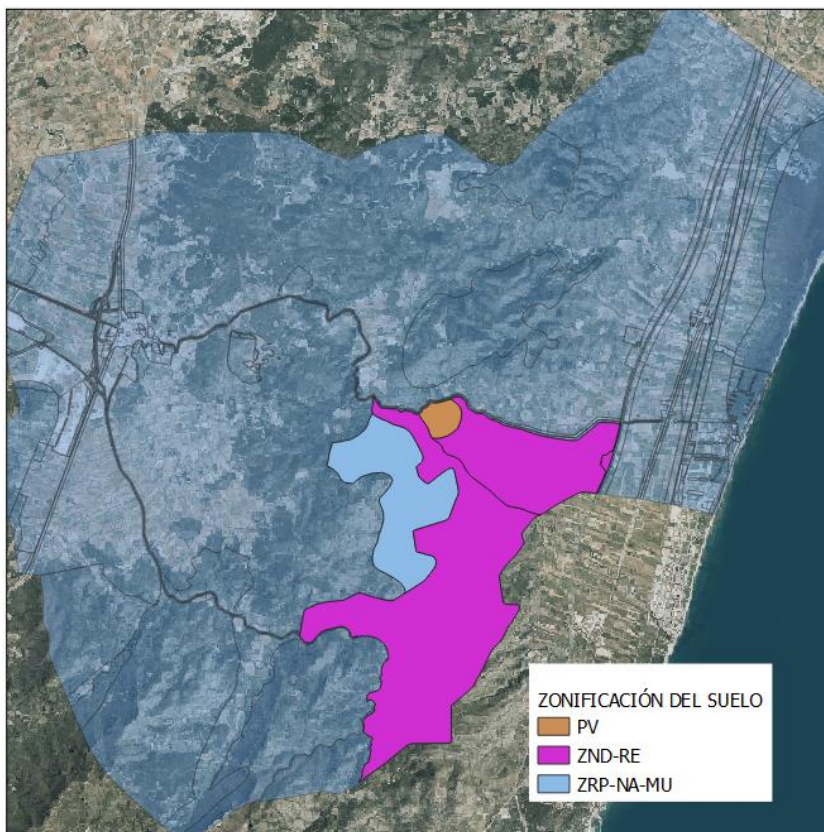 ZONIFICACIÓN DEL SUELO
PV
ZND-RE
ZRP-NA-MU